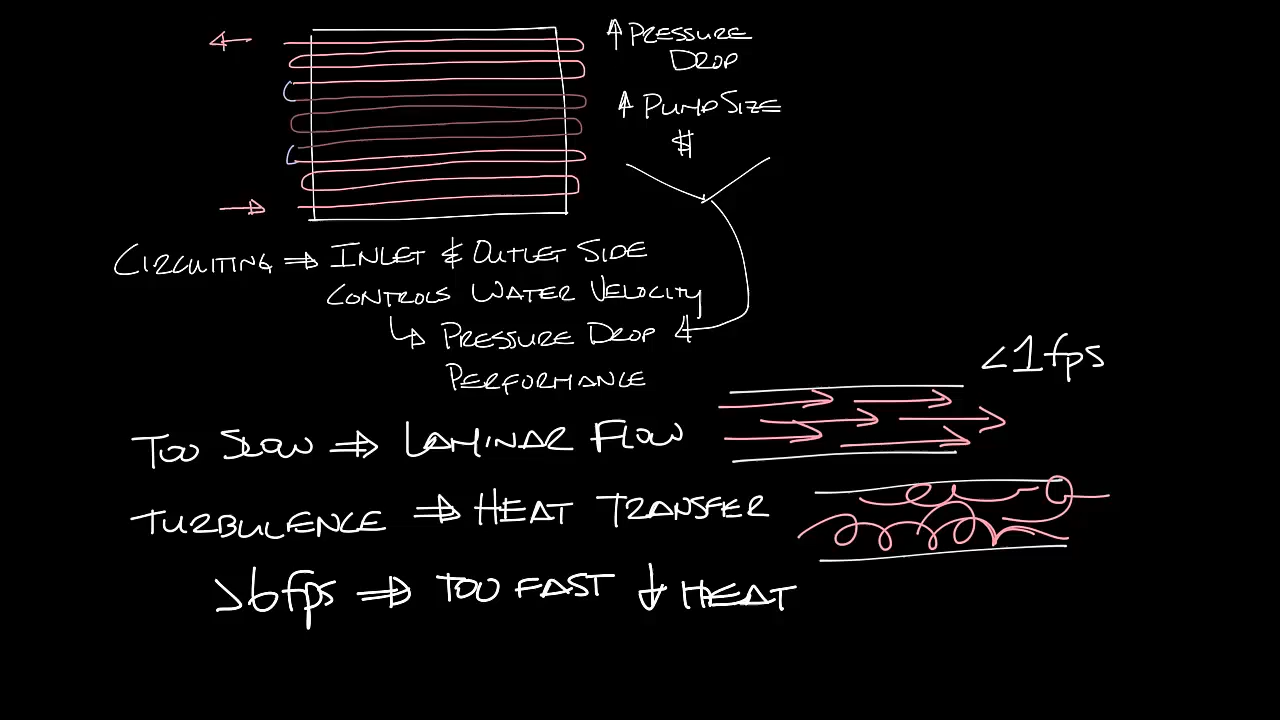 ↑ PRESSURE
DROP
↑ PUMP SIZE
$
CIRCUITING ⇒ INLET & OUTLET SIDE
CONTROLS WATER VELOCITY
↳ PRESSURE DROP
PERFORMANCE
<1fps
TOO SLOW ⇒ LAMINAR FLOW
TURBULENCE ⇒ HEAT TRANSFER
>6fps ⇒ TOO FAST ↓ HEAT